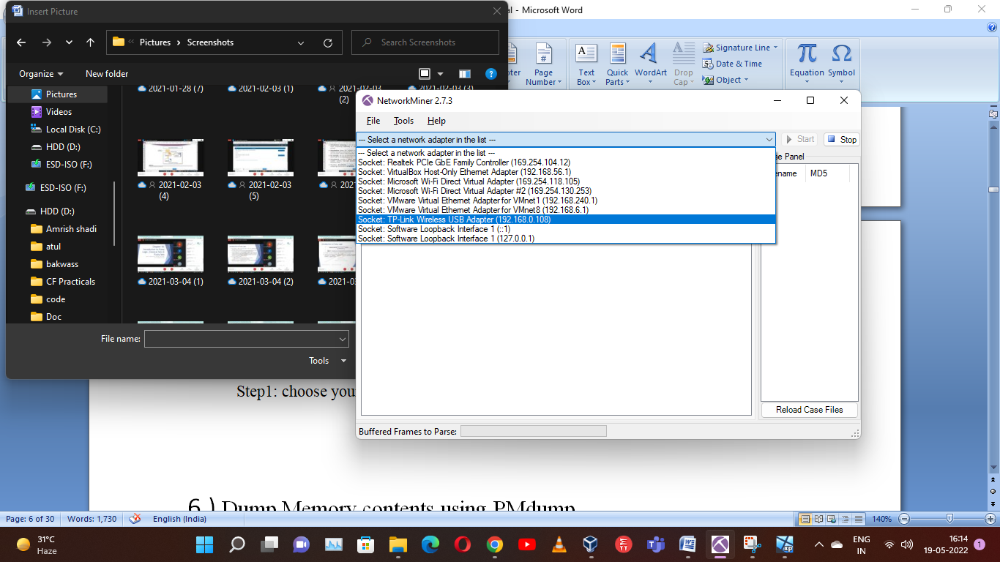 Insert Picture
al - Microsoft Word
Pictures
Screenshots
Search Screenshots
Organize
New folder
Pictures
Videos
Local Disk (C:)
HDD (D:)
ESD-ISO (F:)
ESD-ISO (F:)
HDD (D:)
Amrish shadi
atul
bakwass
CF Practicals
code
Doc
2021-01-28 (7)
2021-02-03 (1)
2021-02-03
(2)
2021-02-03 (3)
2021-02-03
(4)
2021-02-03
(5)
2021-03-04 (1)
2021-03-04 (2)
File name:
Tools
Page
Number
Text
Box
Quick
Parts
WordArt
Drop
Cap
Signature Line
Date & Time
Object
Equation
Symbol
NetworkMiner 2.7.3
File
Tools
Help
--- Select a network adapter in the list ---
Start
Stop
--- Select a network adapter in the list ---
Socket: Realtek PCIe GbE Family Controller (169.254.104.12)
Socket: VirtualBox Host-Only Ethernet Adapter (192.168.56.1)
Socket: Microsoft Wi-Fi Direct Virtual Adapter (169.254.118.105)
Socket: Microsoft Wi-Fi Direct Virtual Adapter #2 (169.254.130.253)
Socket: VMware Virtual Ethernet Adapter for VMnet1 (192.168.240.1)
Socket: VMware Virtual Ethernet Adapter for VMnet8 (192.168.6.1)
Socket: TP-Link Wireless USB Adapter (192.168.0.108)
Socket: Software Loopback Interface 1 (::1)
Socket: Software Loopback Interface 1 (127.0.0.1)
se Panel
ename
MD5
Reload Case Files
Buffered Frames to Parse:
Step1: choose you
6.) Dump Memory contents using PMdump
Page: 6 of 30
Words: 1,730
English (India)
140%
31°C
Haze
ENG
IN
16:14
19-05-2022
1